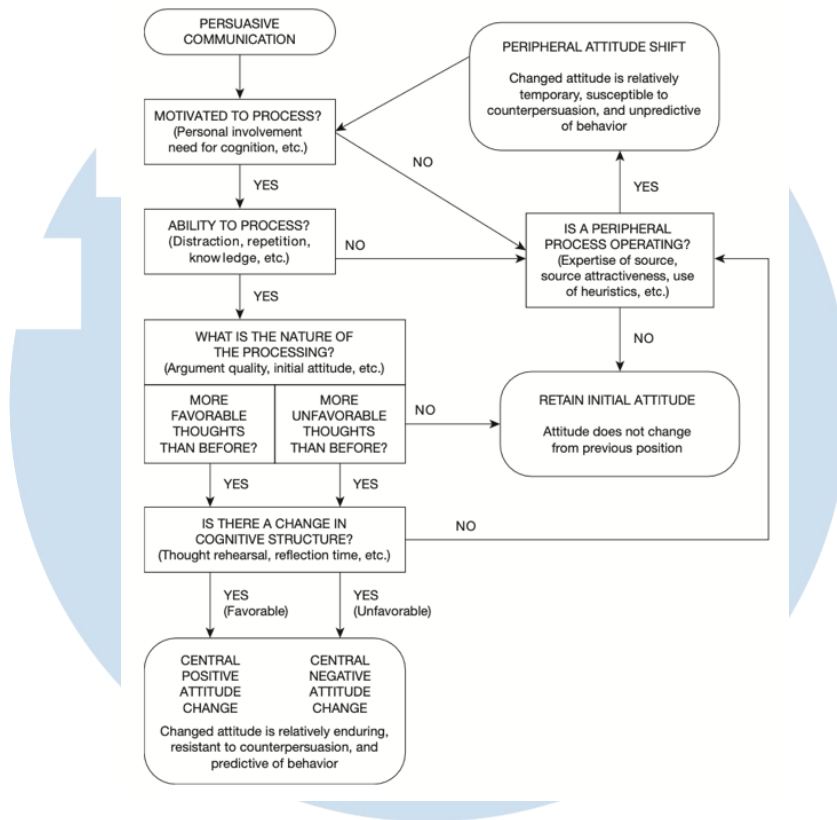 PERSUASIVE
COMMUNICATION
PERIPHERAL ATTITUDE SHIFT
Changed attitude is relatively
temporary, susceptible to
counterpersuasion, and unpredictive
of behavior
MOTIVATED TO PROCESS?
(Personal involvement
need for cognition, etc.)
NO
YES
YES
ABILITY TO PROCESS?
(Distraction, repetition,
knowledge, etc.)
NO
IS A PERIPHERAL
PROCESS OPERATING?
(Expertise of source,
source attractiveness, use
of heuristics, etc.)
YES
NO
WHAT IS THE NATURE OF
THE PROCESSING?
(Argument quality, initial attitude, etc.)
MORE
FAVORABLE
THOUGHTS
THAN BEFORE?
MORE
UNFAVORABLE
THOUGHTS
THAN BEFORE?
NO
RETAIN INITIAL ATTITUDE
Attitude does not change
from previous position
YES
YES
IS THERE A CHANGE IN
COGNITIVE STRUCTURE?
(Thought rehearsal, reflection time, etc.)
NO
YES
(Favorable)
YES
(Unfavorable)
CENTRAL
POSITIVE
ATTITUDE
CHANGE
CENTRAL
NEGATIVE
ATTITUDE
CHANGE
Changed attitude is relatively enduring,
resistant to counterpersuasion, and
predictive of behavior